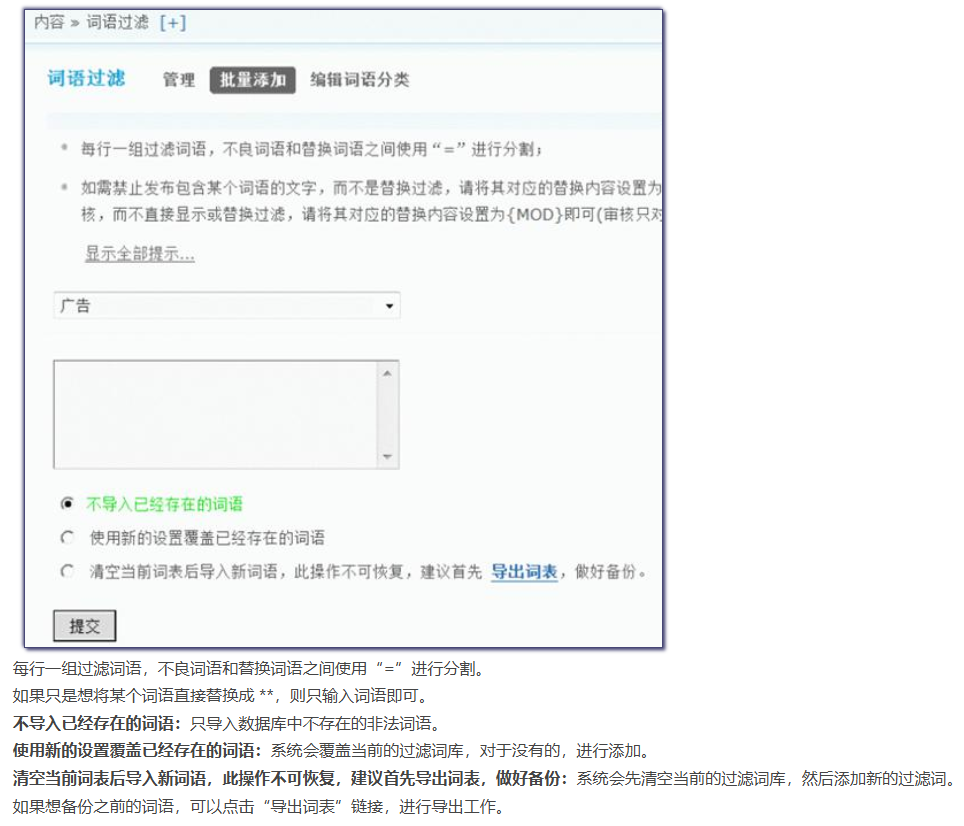 内容 » 词语过滤 [+]
词语过滤 管理 批量添加 编辑词语分类
每行一组过滤词语，不良词语和替换词语之间使用“=”进行分割；
如需禁止发布包含某个词语的文字，而不是替换过滤，请将其对应的替换内容设置为
核，而不直接显示或替换过滤，请将其对应的替换内容设置为{MOD}即可(审核只对
显示全部提示...
广告
不导入已经存在的词语
使用新的设置覆盖已经存在的词语
清空当前词表后导入新词语，此操作不可恢复，建议首先 导出词表，做好备份。
提交
每行一组过滤词语，不良词语和替换词语之间使用“=”进行分割。
如果只是想将某个词语直接替换成 **，则只输入词语即可。
不导入已经存在的词语：只导入数据库中不存在的非法词语。
使用新的设置覆盖已经存在的词语：系统会覆盖当前的过滤词库，对于没有的，进行添加。
清空当前词表后导入新词语，此操作不可恢复，建议首先导出词表，做好备份：系统会先清空当前的过滤词库，然后添加新的过滤词。
如果想备份之前的词语，可以点击“导出词表”链接，进行导出工作。